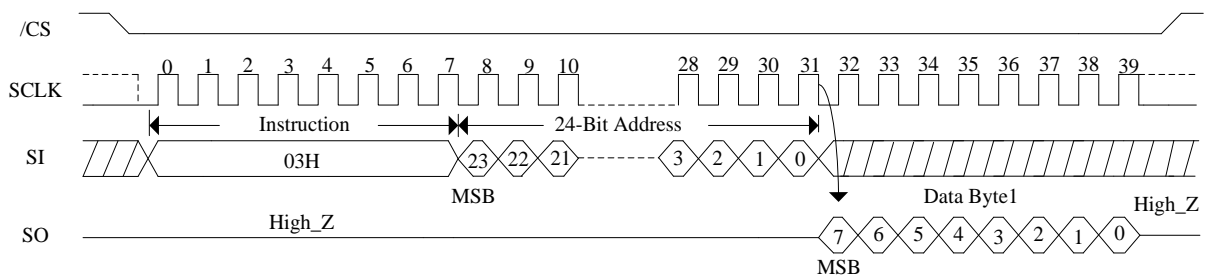 /CS
0 1 2 3 4 5 6 7 8 9 10 28 29 30 31 32 33 34 35 36 37 38 39
SCLK
Instruction 24-Bit Address
SI 03H 23 22 21 3 2 1 0
MSB Data Byte1
High_Z High_Z
SO 7 6 5 4 3 2 1 0
MSB